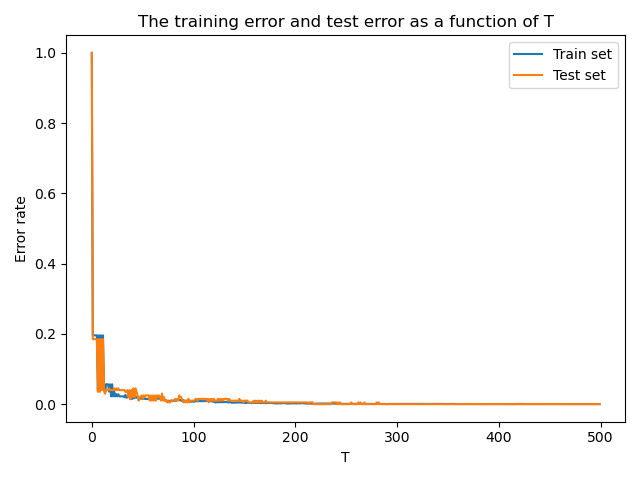 The training error and test error as a function of T
Train set
Test set
Error rate
1.0
0.8
0.6
0.4
0.2
0.0
0
100
200
300
400
500
T